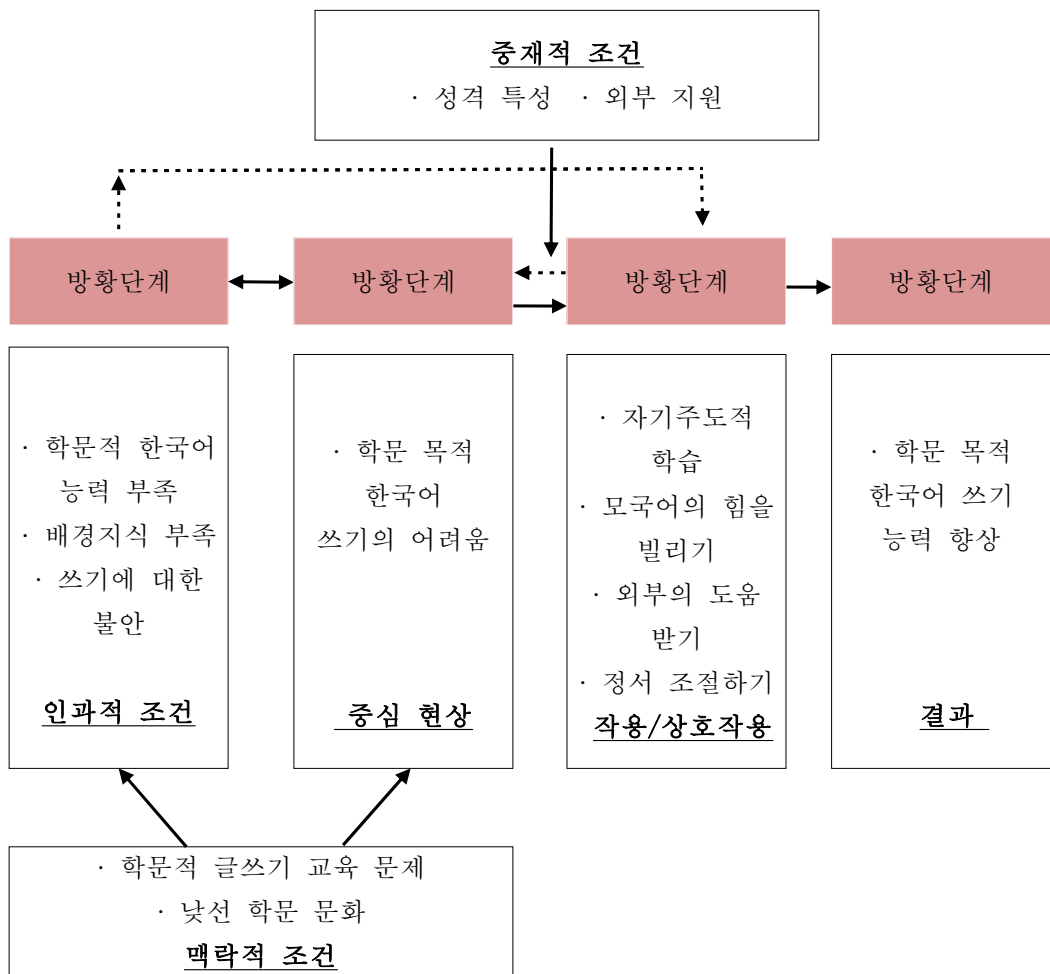 중재적 조건
· 성격 특성 · 외부 지원
방황단계
방황단계
방황단계
방황단계
· 학문적 한국어
능력 부족
· 배경지식 부족
· 쓰기에 대한
불안
인과적 조건
· 학문 목적
한국어
쓰기의 어려움
중심 현상
· 자기주도적
학습
· 모국어의 힘을
빌리기
· 외부의 도움
받기
· 정서 조절하기
작용/상호작용
· 학문 목적
한국어 쓰기
능력 향상
결과
· 학문적 글쓰기 교육 문제
· 낯선 학문 문화
맥락적 조건